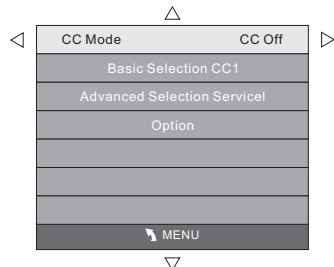 CC Mode CC Off
Basic Selection CC1
Advanced Selection Servicel
Option
MENU